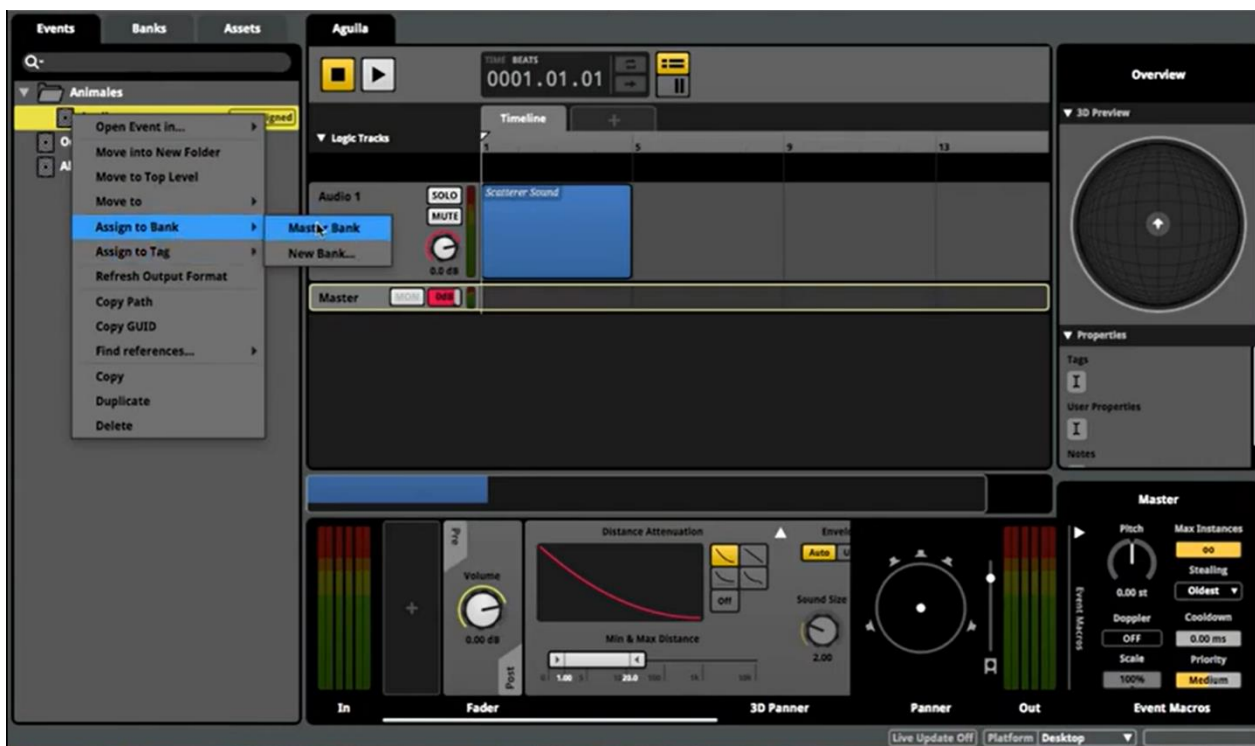 Events
Banks
Assets
Aguila
TIME BEATS
0001.01.01
Animales
Open Event in...
Move into New Folder
Move to Top Level
Move to
Assign to Bank
Assign to Tag
Refresh Output Format
Copy Path
Copy GUID
Find references...
Copy
Duplicate
Delete
Master Bank
New Bank...
Timeline
+
Logic Tracks
1
5
9
13
Audio 1
SOLO
MUTE
0.0 dB
Scatterer Sound
Master
MON
0dB
Overview
3D Preview
Properties
Tags
User Properties
Notes
In
+
Pre
Volume
0.00 dB
Post
Fader
Distance Attenuation
Off
Min & Max Distance
1.00
20.0
1k
10k
Auto
Sound Size
2.00
3D Panner
Panner
Out
Master
Event Macros
Pitch
0.00 st
Doppler
OFF
Scale
100%
Max Instances
∞
Stealing
Oldest
Cooldown
0.00 ms
Priority
Medium
Event Macros
Live Update Off
Platform
Desktop